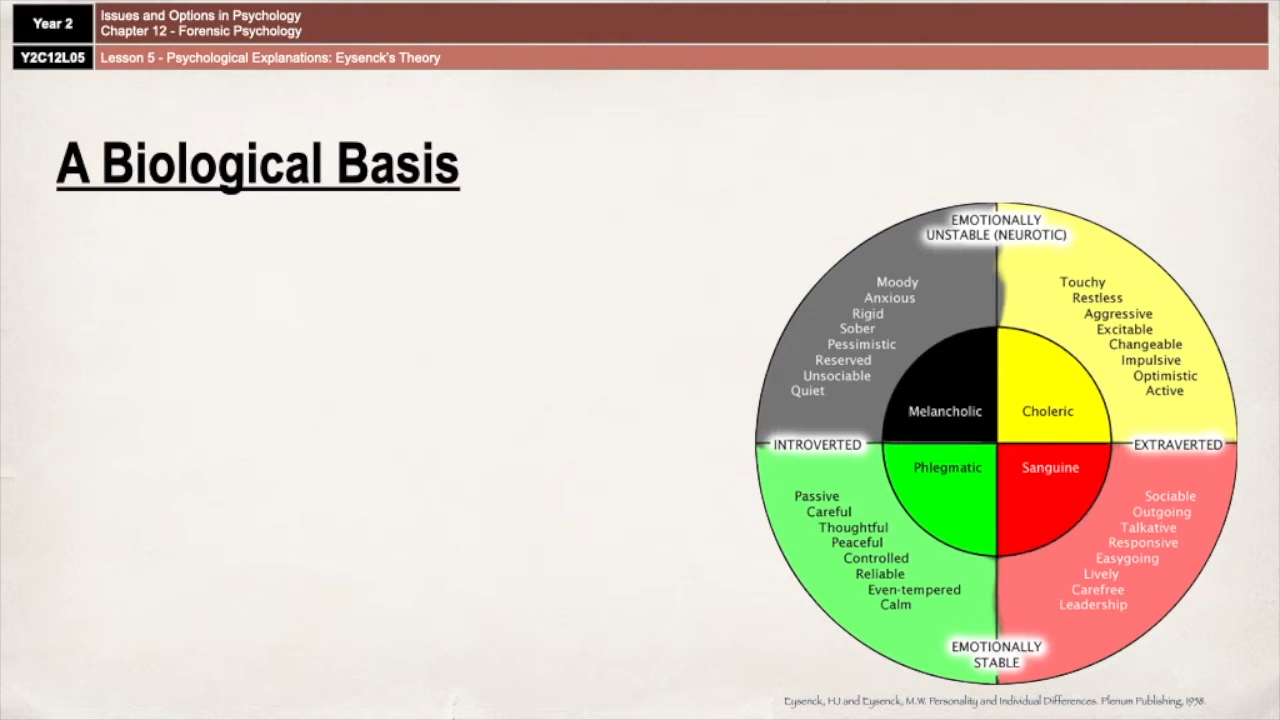 Year 2
Issues and Options in Psychology
Chapter 12 - Forensic Psychology
Y2C12L05
Lesson 5 - Psychological Explanations: Eysenck's Theory
A Biological Basis
EMOTIONALLY
UNSTABLE (NEUROTIC)
Moody
Anxious
Rigid
Sober
Pessimistic
Reserved
Unsociable
Quiet
Touchy
Restless
Aggressive
Excitable
Changeable
Impulsive
Optimistic
Active
Melancholic
Choleric
INTROVERTED
EXTRAVERTED
Phlegmatic
Sanguine
Passive
Careful
Thoughtful
Peaceful
Controlled
Reliable
Even-tempered
Calm
Sociable
Outgoing
Talkative
Responsive
Easygoing
Lively
Carefree
Leadership
EMOTIONALLY
STABLE
Eysenck, HJ and Eysenck, M.W. Personality and Individual Differences. Plenum Publishing, 1958.